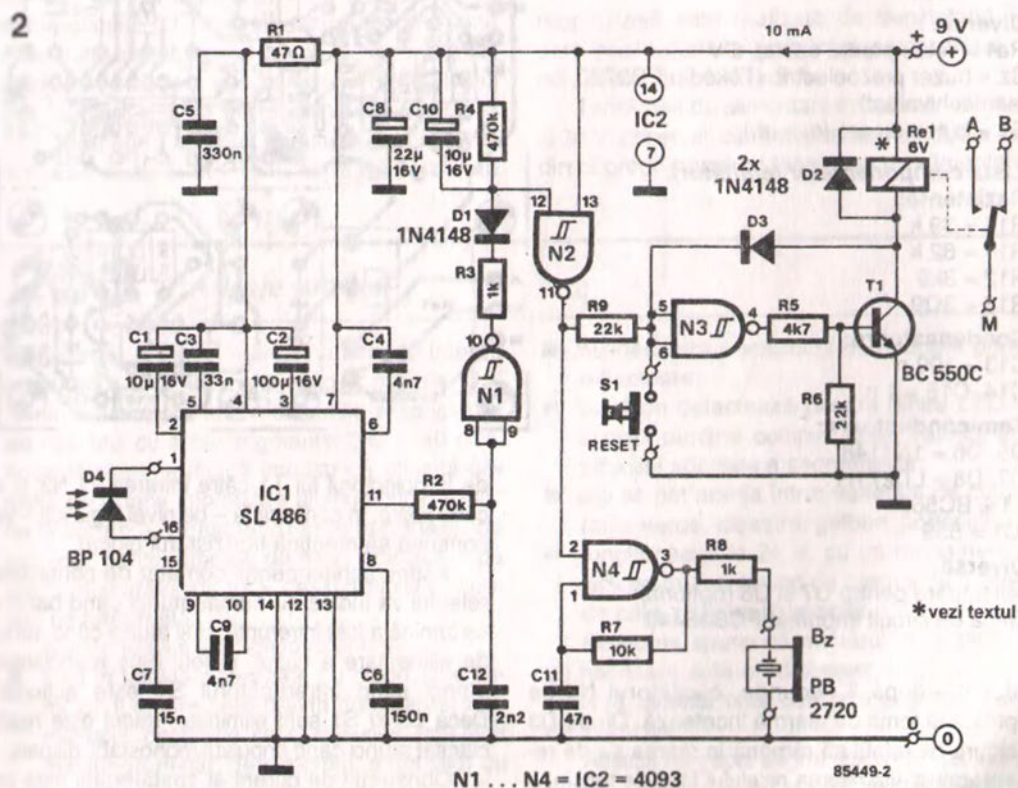 2
R1
47 Ω
10 mA
+ 9 V
+
C5
330n
C8
22µ
16V
C10
10µ
16V
R4
470k
14
IC2
7
A
B
*
Re1
6V
2x
1N4148
D2
D1
1N4148
12
13
N2
11
D3
R3
1k
10
N1
8
9
R9
22k
5
6
N3
4
R5
4k7
T1
BC 550C
C1
10µ
16V
C3
33n
C2
100µ
16V
C4
4n7
5
4
3
7
2
6
M
S1
RESET
R6
22k
D4
1
IC1
SL 486
11
R2
470k
16
BP 104
15
8
2
N4
3
1
R8
1k
* vezi textul
9
10
14
12
13
C9
4n7
R7
10k
Bz
PB
2720
C7
15n
C6
150n
C12
2n2
C11
47n
0
0
85449-2
N1 . . . N4 = IC2 = 4093